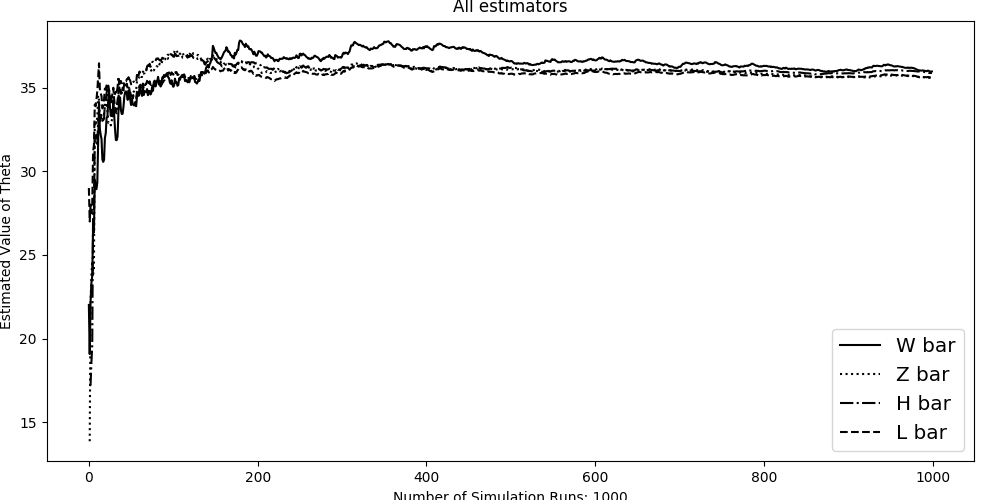 All estimators
Estimated Value of Theta
35
30
25
20
15
0 200 400 600 800 1000
Number of Simulation Runs: 1000
W bar
Z bar
H bar
L bar